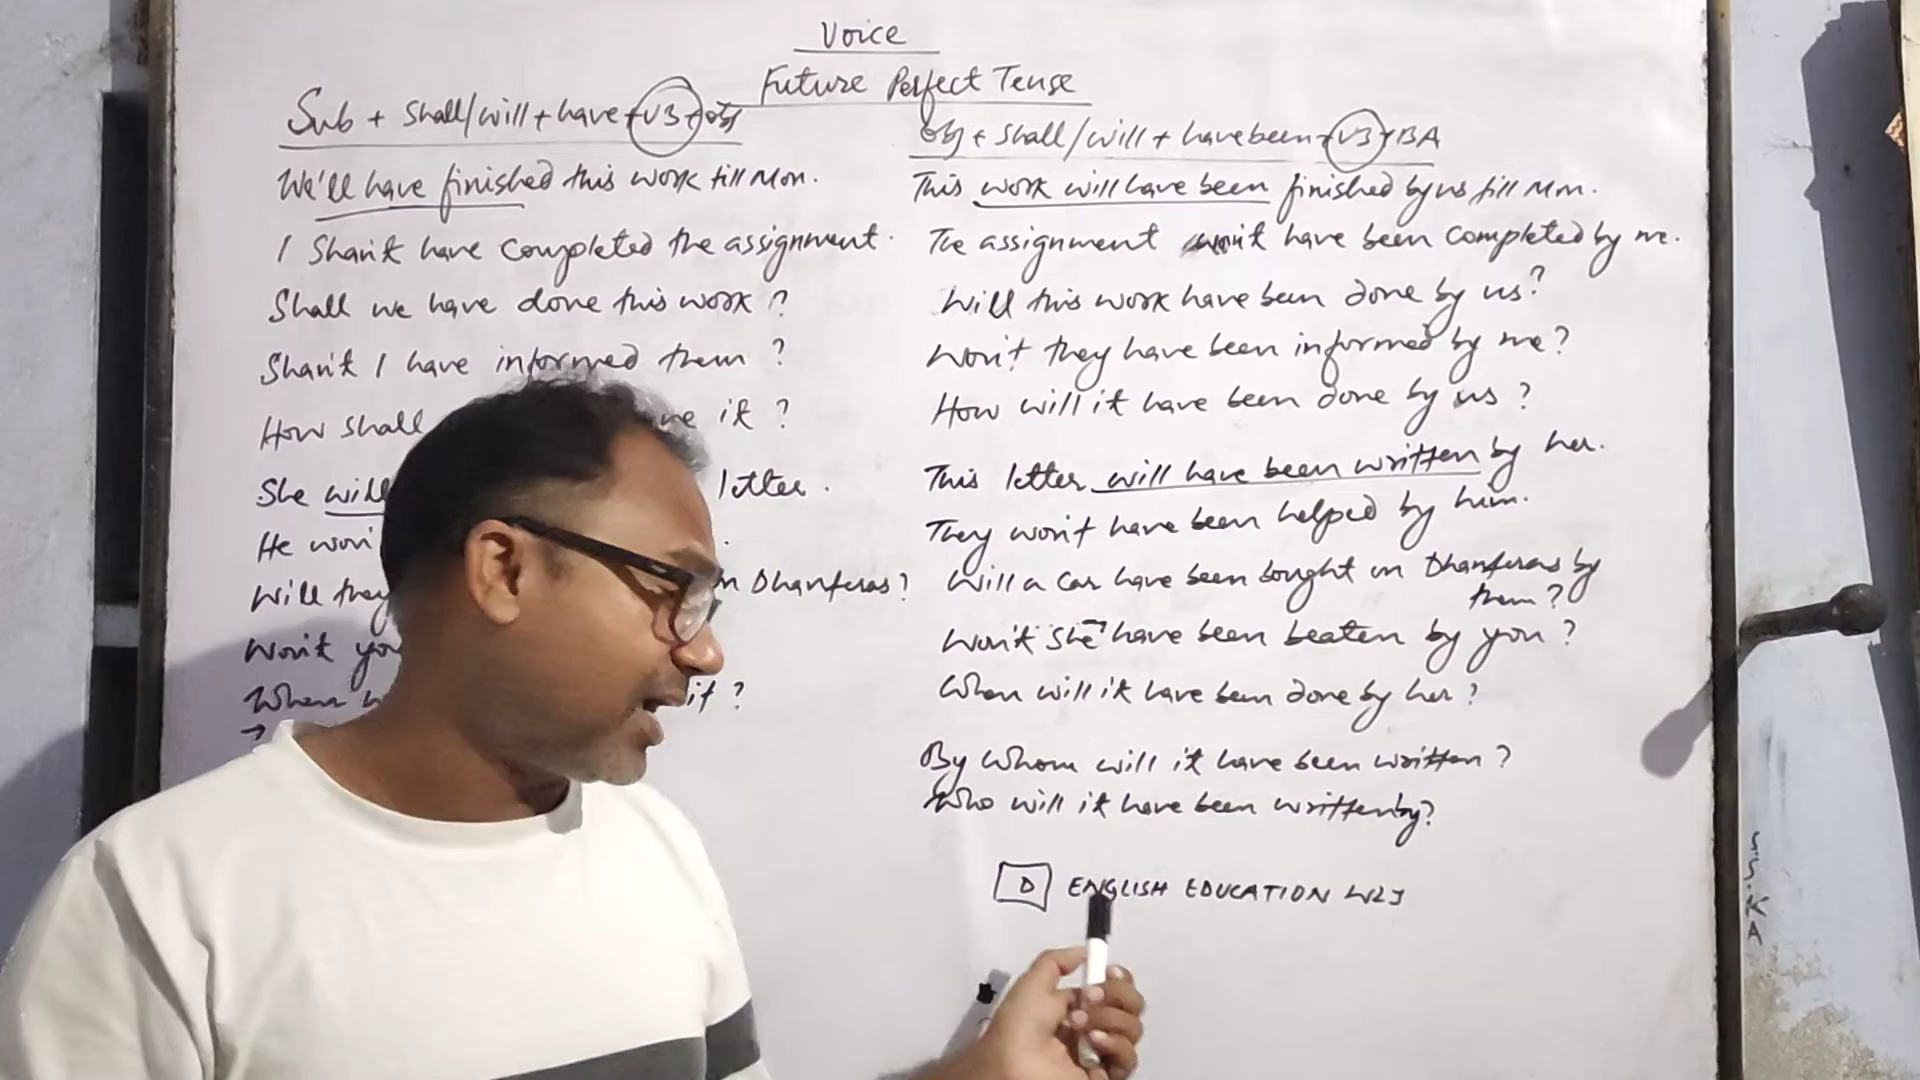 Voice
Future Perfect Tense
Sub + Shall/will + have + V3 + obj
We'll have finished this work till Mon.
I Shan't have completed the assignment.
Shall we have done this work ?
Shan't I have informed them ?
How shall it ?
She will letter .
He won'
Will they Dhanteras ?
Won't you
When it ?
obj + Shall/will + have been + V3 + BA
This work will have been finished by us till Mon.
The assignment won't have been completed by me.
Will this work have been done by us ?
Won't they have been informed by me ?
How will it have been done by us ?
This letter will have been written by her.
They won't have been helped by him.
Will a car have been bought on Dhanteras by
them ?
Won't she have been beaten by you ?
When will it have been done by her ?
By Whom will it have been written ?
Who will it have been written by?
D ENGLISH EDUCATION